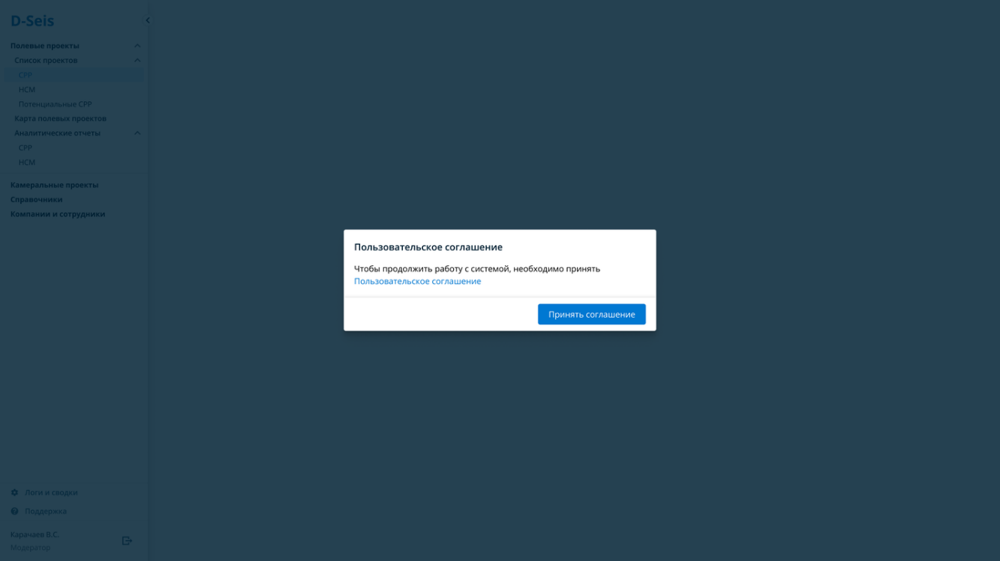 D-Seis
Полевые проекты
Список проектов
СРР
НСМ
Потенциальные СРР
Карта полевых проектов
Аналитические отчеты
СРР
НСМ
Камеральные проекты
Справочники
Компании и сотрудники
Пользовательское соглашение
Чтобы продолжить работу с системой, необходимо принять
Пользовательское соглашение
Принять соглашение
Логи и сводки
Поддержка
Карачаев В.С.
Модератор